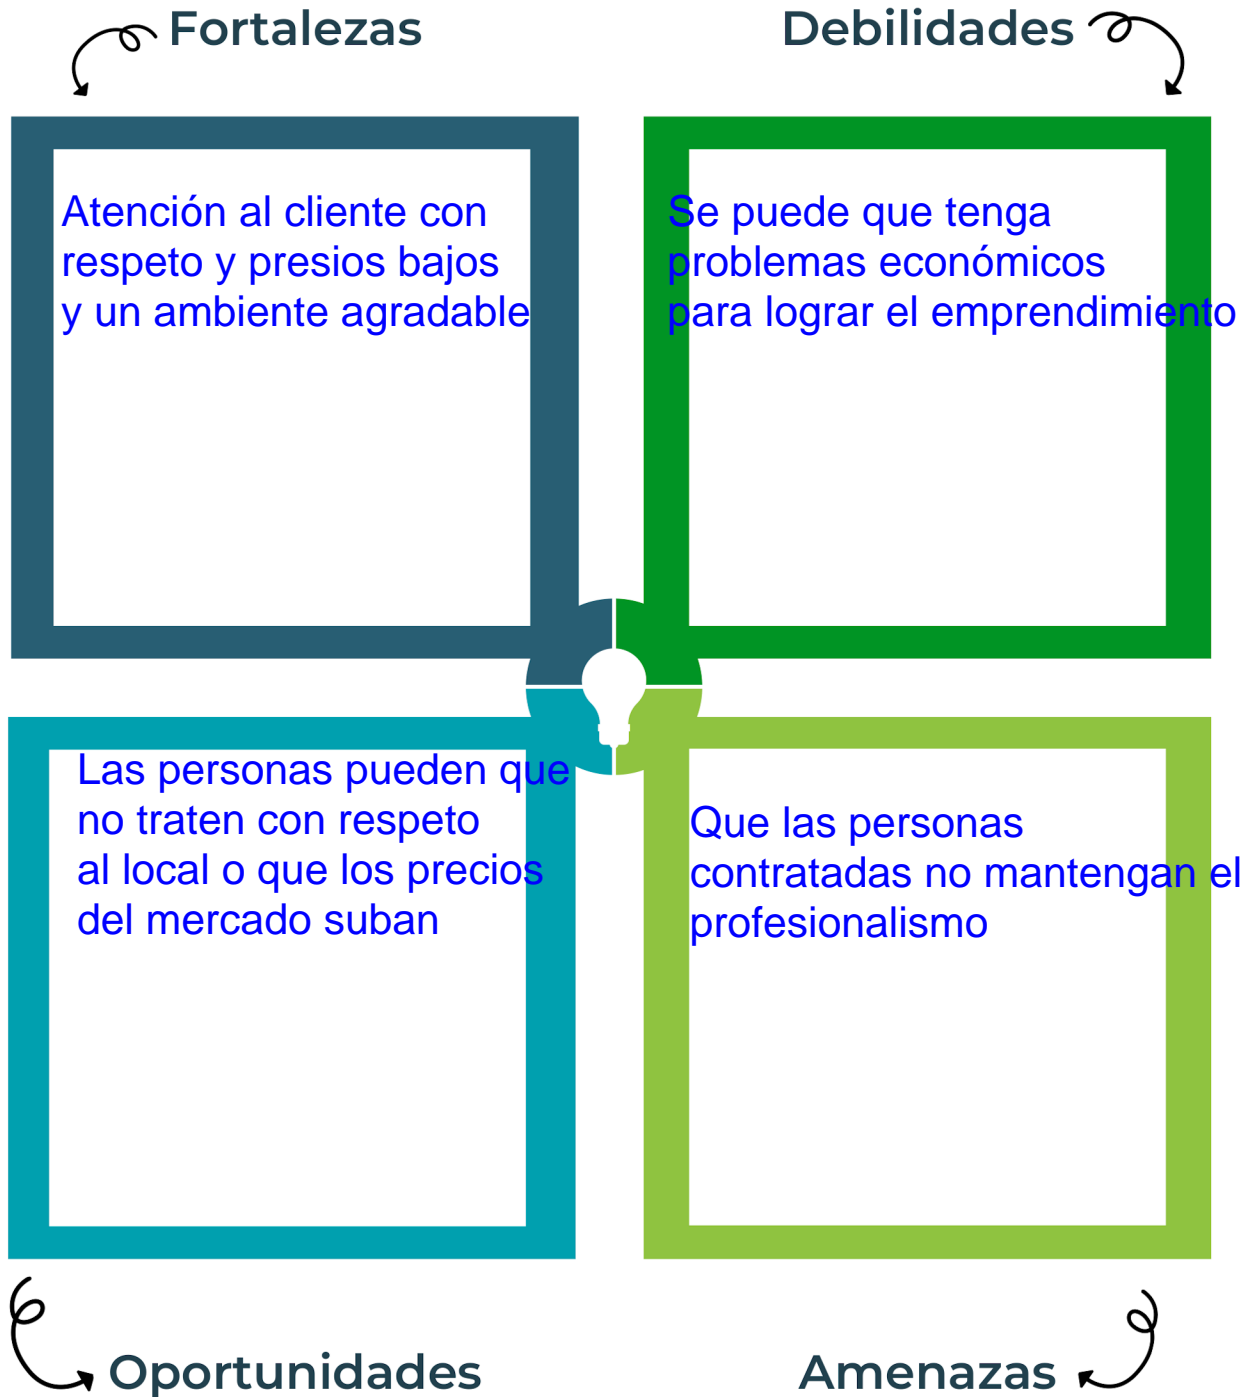 Fortalezas
Debilidades
Atención al cliente con
respeto y presios bajos
y un ambiente agradable
Se puede que tenga
problemas económicos
para lograr el emprendimiento
Las personas pueden que
no traten con respeto
al local o que los precios
del mercado suban
Que las personas
contratadas no mantengan el
profesionalismo
Oportunidades
Amenazas